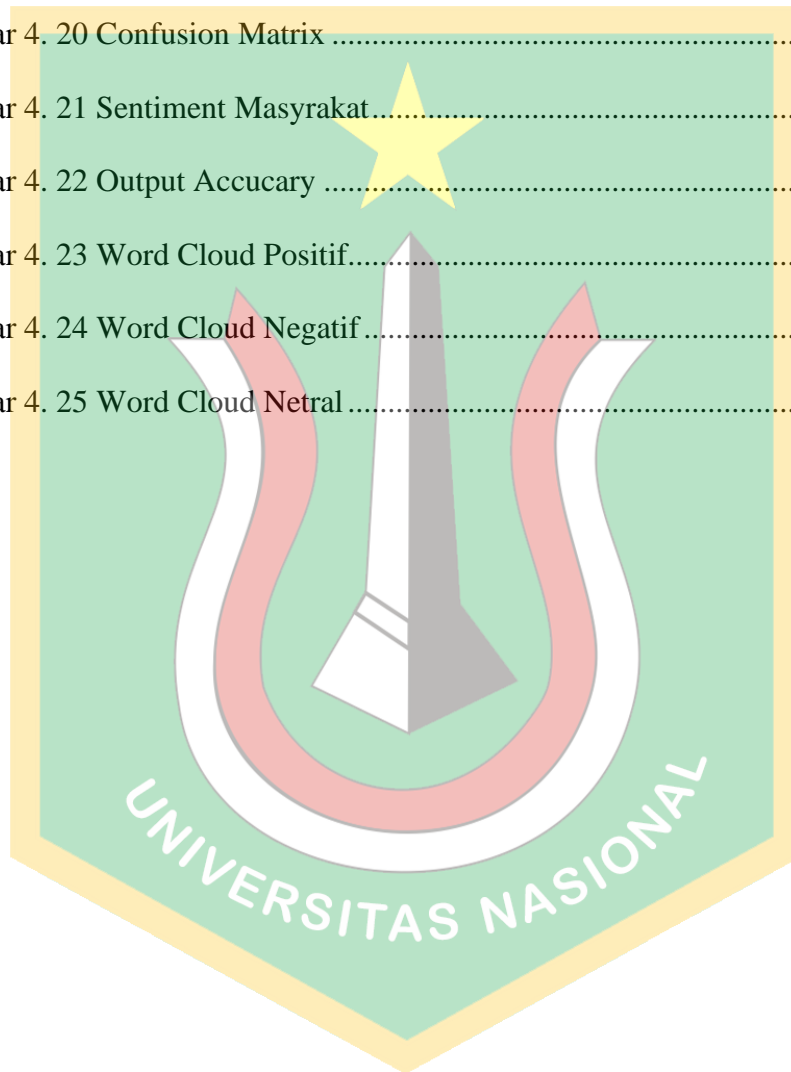 ar 4. 20 Confusion Matrix ..........................................................
ar 4. 21 Sentiment Masyrakat.....................................................
ar 4. 22 Output Accucary ...........................................................
ar 4. 23 Word Cloud Positif........................................................
ar 4. 24 Word Cloud Negatif ......................................................
ar 4. 25 Word Cloud Netral ........................................................
UNIVERSITAS NASIONAL